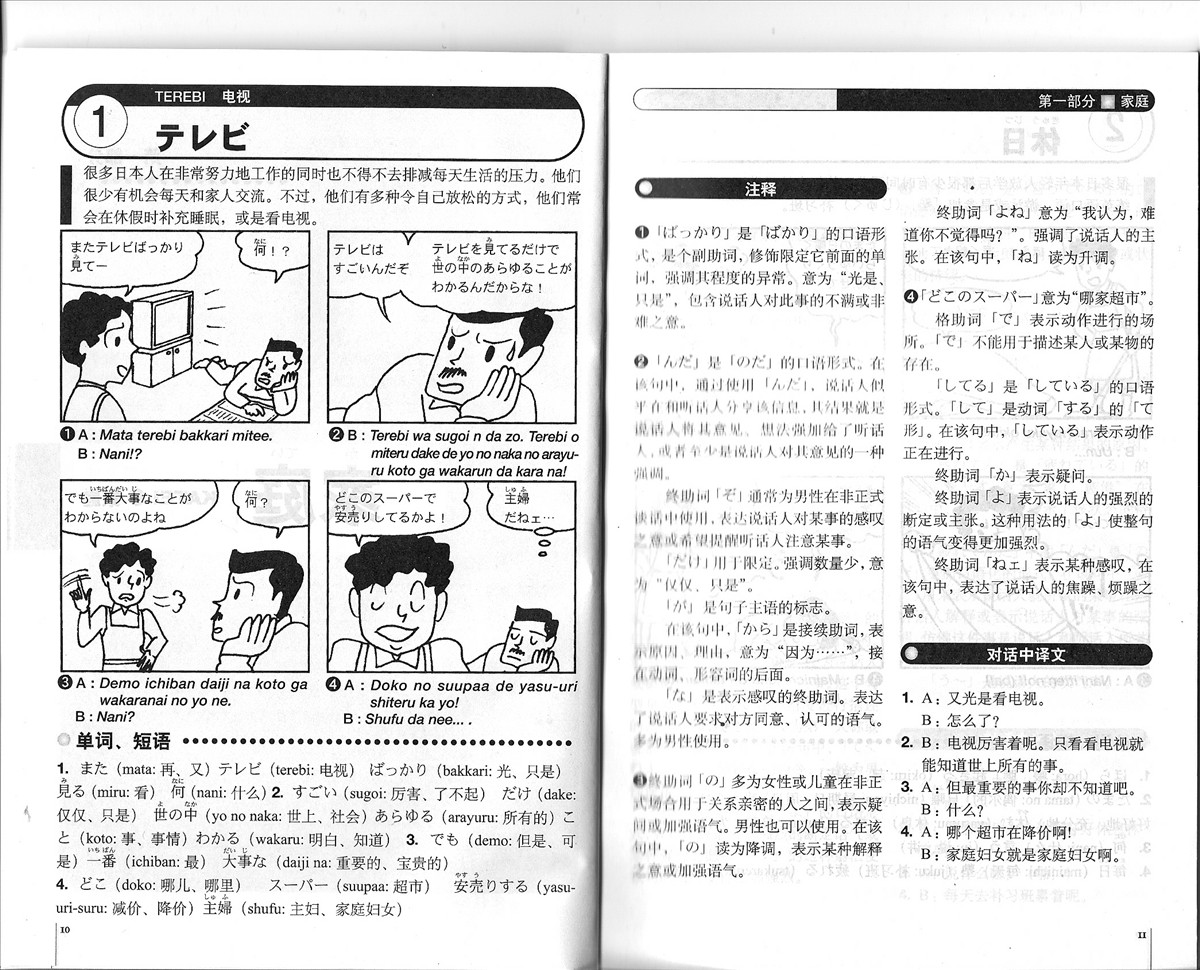 TEREBI 电视
1
テレビ
很多日本人在非常努力地工作的同时也不得不去排减每天生活的压力。他们
很少有机会每天和家人交流。不过，他们有多种令自己放松的方式，他们常
会在休假时补充睡眠，或是看电视。
またテレビばっかり
見てー
何！？
テレビは
すごいんだぞ
テレビを見てるだけで
世の中のあらゆることが
わかるんだからな！
❶ A : Mata terebi bakkari mitee.
B : Nani!?
❷ B : Terebi wa sugoi n da zo. Terebi o
miteru dake de yo no naka no arayu-
ru koto ga wakarun da kara na!
でも一番大事なことが
わからないのよね
何？
どこのスーパーで
安売りしてるかよ！
主婦
だねェ…
❸ A : Demo ichiban daiji na koto ga
wakaranai no yo ne.
B : Nani?
❹ A : Doko no suupaa de yasu-uri
shiteru ka yo!
B : Shufu da nee... .
单词、短语
1. また（mata: 再、又）テレビ（terebi: 电视） ばっかり（bakkari: 光、只是）
見る（miru: 看） 何（nani: 什么）2. すごい（sugoi: 厉害、了不起） だけ（dake:
仅仅、只是） 世の中（yo no naka: 世上、社会）あらゆる（arayuru: 所有的）こ
と（koto: 事、事情）わかる（wakaru: 明白、知道） 3. でも（demo: 但是、可
是）一番（ichiban: 最） 大事な（daiji na: 重要的、宝贵的）
4. どこ（doko: 哪儿、哪里） スーパー（suupaa: 超市） 安売りする（yasu-
uri-suru: 减价、降价）主婦（shufu: 主妇、家庭妇女）
10
第一部分 家庭
注释
❶「ばっかり」是「ばかり」的口语形
式，是个副助词，修饰限定它前面的单
词，强调其程度的异常。意为“光是、
只是”，包含说话人对此事的不满或非
难之意。
❷「んだ」是「のだ」的口语形式。在
该句中，通过使用「んだ」，说话人似
乎在和听话人分享该信息，其结果就是
说话人将其意见、想法强加给了听话
人，或者至少是说话人对其意见的一种
强调。
终助词「ぞ」通常为男性在非正式
谈话中使用，表达说话人对某事的感叹
之意或希望提醒听话人注意某事。
「だけ」用于限定。强调数量少，意
为“仅仅、只是”。
「が」是句子主语的标志。
在该句中，「から」是接续助词，表
示原因、理由，意为“因为……”，接
在动词、形容词的后面。
「な」是表示感叹的终助词。表达
了说话人要求对方同意、认可的语气。
多为男性使用。
❸终助词「の」多为女性或儿童在非正
式场合用于关系亲密的人之间，表示疑
问或加强语气。男性也可以使用。在该
句中，「の」读为降调，表示某种解释
之意或加强语气。
终助词「よね」意为“我认为，难
道你不觉得吗？”。强调了说话人的主
张。在该句中，「ね」读为升调。
❹「どこのスーパー」意为“哪家超市”。
格助词「で」表示动作进行的场
所。「で」不能用于描述某人或某物的
存在。
「してる」是「している」的口语
形式。「して」是动词「する」的「て
形」。在该句中，「している」表示动作
正在进行。
终助词「か」表示疑问。
终助词「よ」表示说话人的强烈的
断定或主张。这种用法的「よ」使整句
的语气变得更加强烈。
终助词「ねェ」表示某种感叹，在
该句中，表达了说话人的焦躁、烦躁之
意。
对话中译文
1. A：又光是看电视。
B：怎么了？
2. B：电视厉害着呢。只看看电视就
能知道世上所有的事。
3. A：但最重要的事你却不知道吧。
B：什么？
4. A：哪个超市在降价啊！
B：家庭妇女就是家庭妇女啊。
11